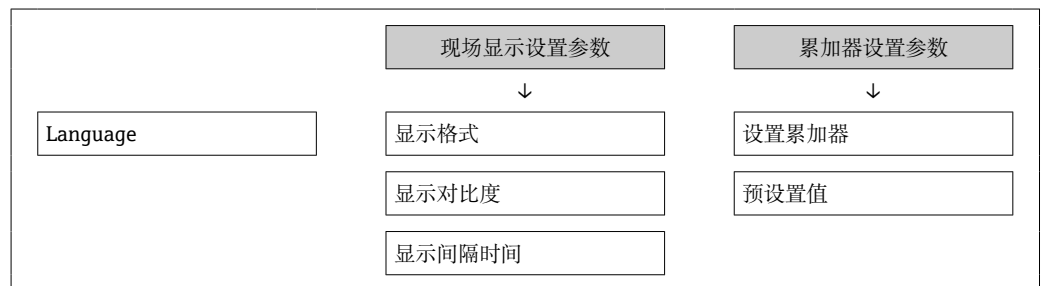 现场显示设置参数
累加器设置参数
↓
↓
Language
显示格式
设置累加器
显示对比度
预设置值
显示间隔时间